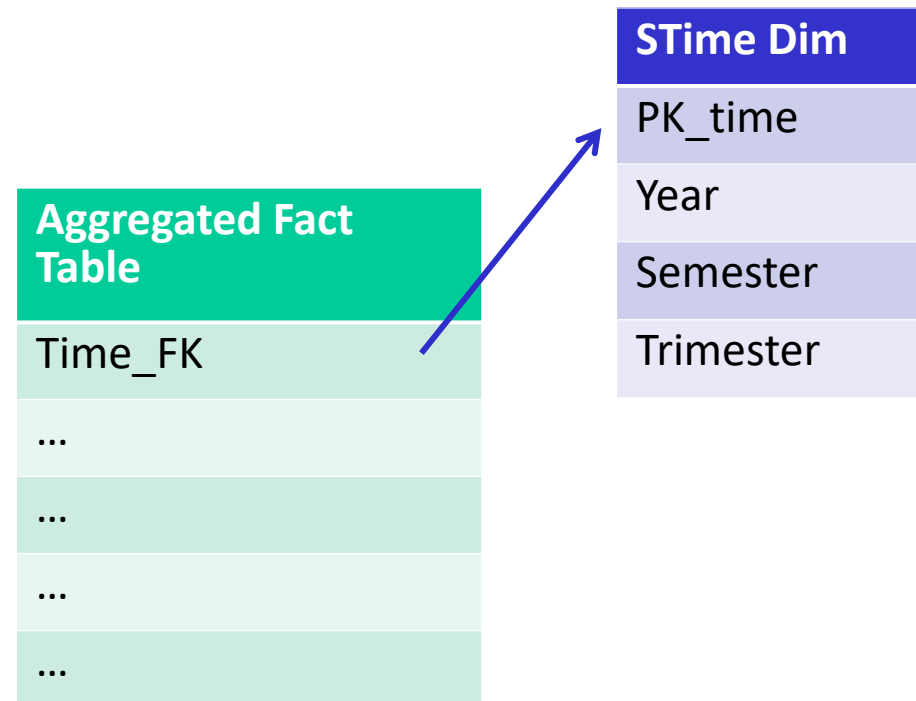 STime Dim
PK_time
Year
Semester
Trimester
Aggregated Fact
Table
Time_FK
...
...
...
...